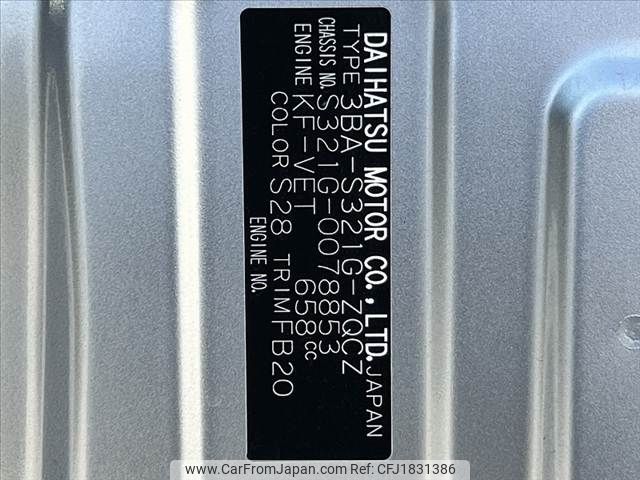 DAIHATSU MOTOR CO.,LTD.JAPAN
TYPE 3BA-S321G-ZQCZ
CHASSIS NO. S321G-0078853
ENGINE KF-VET 658cc
COLOR S28 TRIM FB20
ENGINE NO.
www.CarFromJapan.com - CFJ1831386